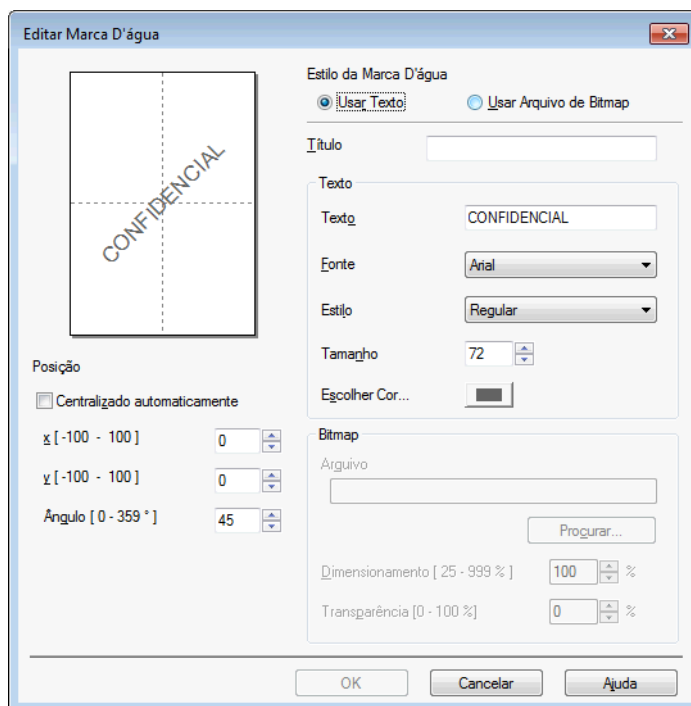 Editar Marca D'água
CONFIDENCIAL
Estilo da Marca D'água
Usar Texto
Usar Arquivo de Bitmap
Título
Texto
Texto
CONFIDENCIAL
Fonte
Arial
Estilo
Regular
Tamanho
72
Escolher Cor...
Posição
Centralizado automaticamente
x [ -100 - 100 ]
0
y [ -100 - 100 ]
0
Ângulo [ 0 - 359 ° ]
45
Bitmap
Arquivo
Procurar...
Dimensionamento [ 25 - 999 % ]
100 %
Transparência [0 - 100 %]
0 %
OK
Cancelar
Ajuda